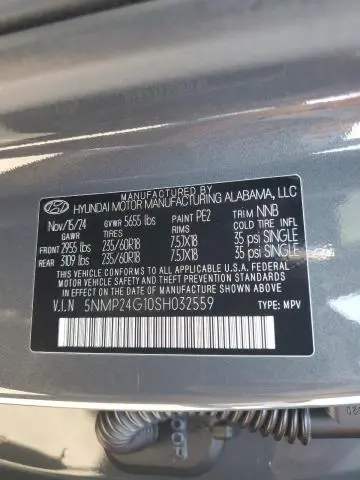 MANUFACTURED BY
HYUNDAI MOTOR MANUFACTURING ALABAMA, LLC
Nov/15/24 GVWR 5655 lbs PAINT PE2 TRIM NNB
GAWR TIRES RIMS COLD TIRE INFL
FRONT 2955 lbs 235/60R18 7.5JX18 35 psi SINGLE
REAR 3109 lbs 235/60R18 7.5JX18 35 psi SINGLE
THIS VEHICLE CONFORMS TO ALL APPLICABLE U.S. FEDERAL MOTOR
VEHICLE SAFETY AND THEFT PREVENTION STANDARDS
IN EFFECT ON THE DATE OF MANUFACTURE SHOWN ABOVE.
V.I.N 5NMP24G10SH032559 TYPE: MPV